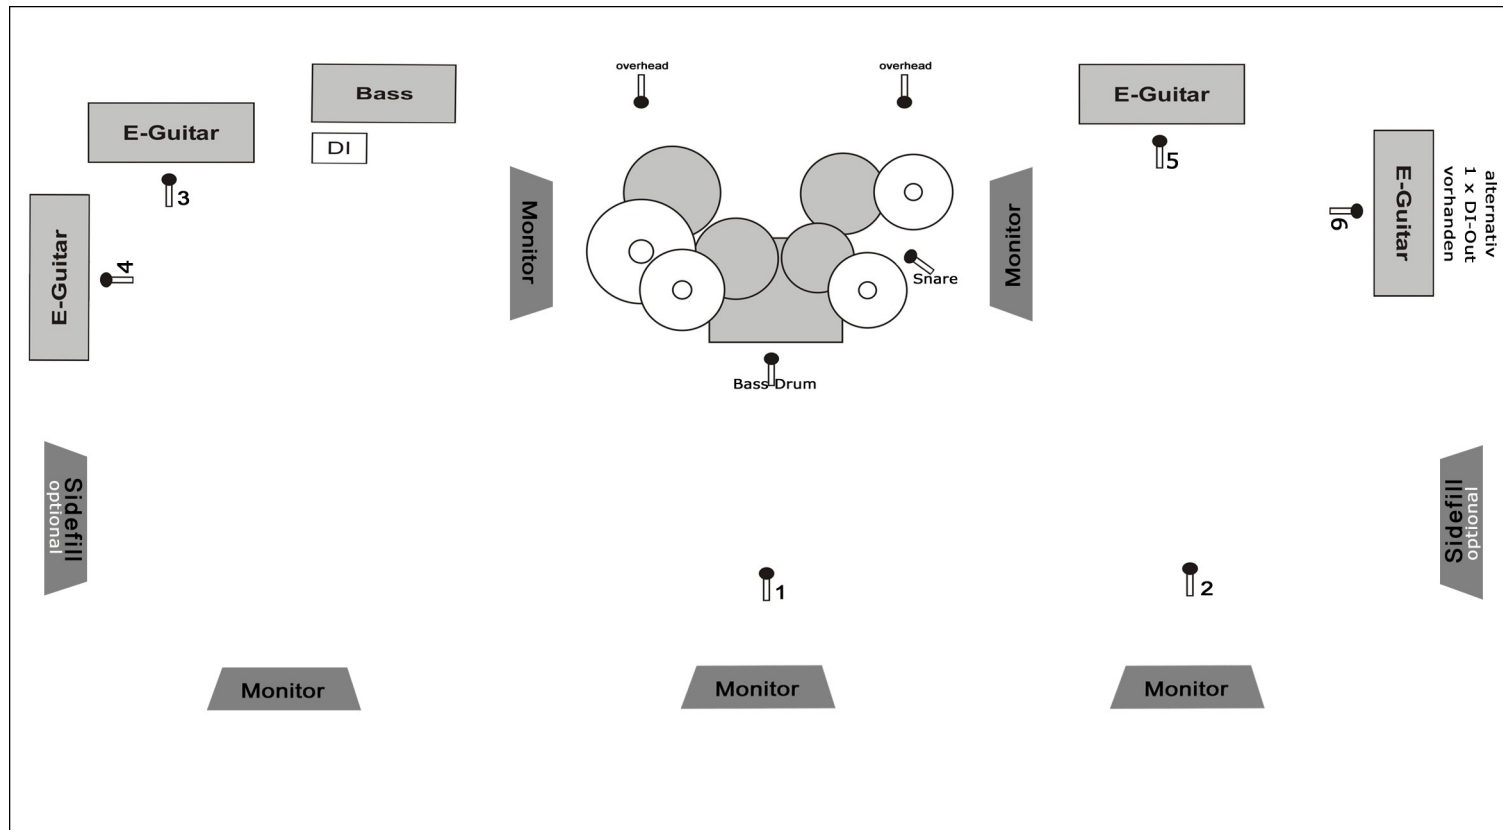 overhead
overhead
Bass
E-Guitar
DI
E-Guitar
3
5
E-Guitar
4
Monitor
Monitor
Snare
Bass Drum
6
E-Guitar
alternativ
1 x DI-Out
vorhanden
Sidefill
optional
Sidefill
optional
1
2
Monitor
Monitor
Monitor